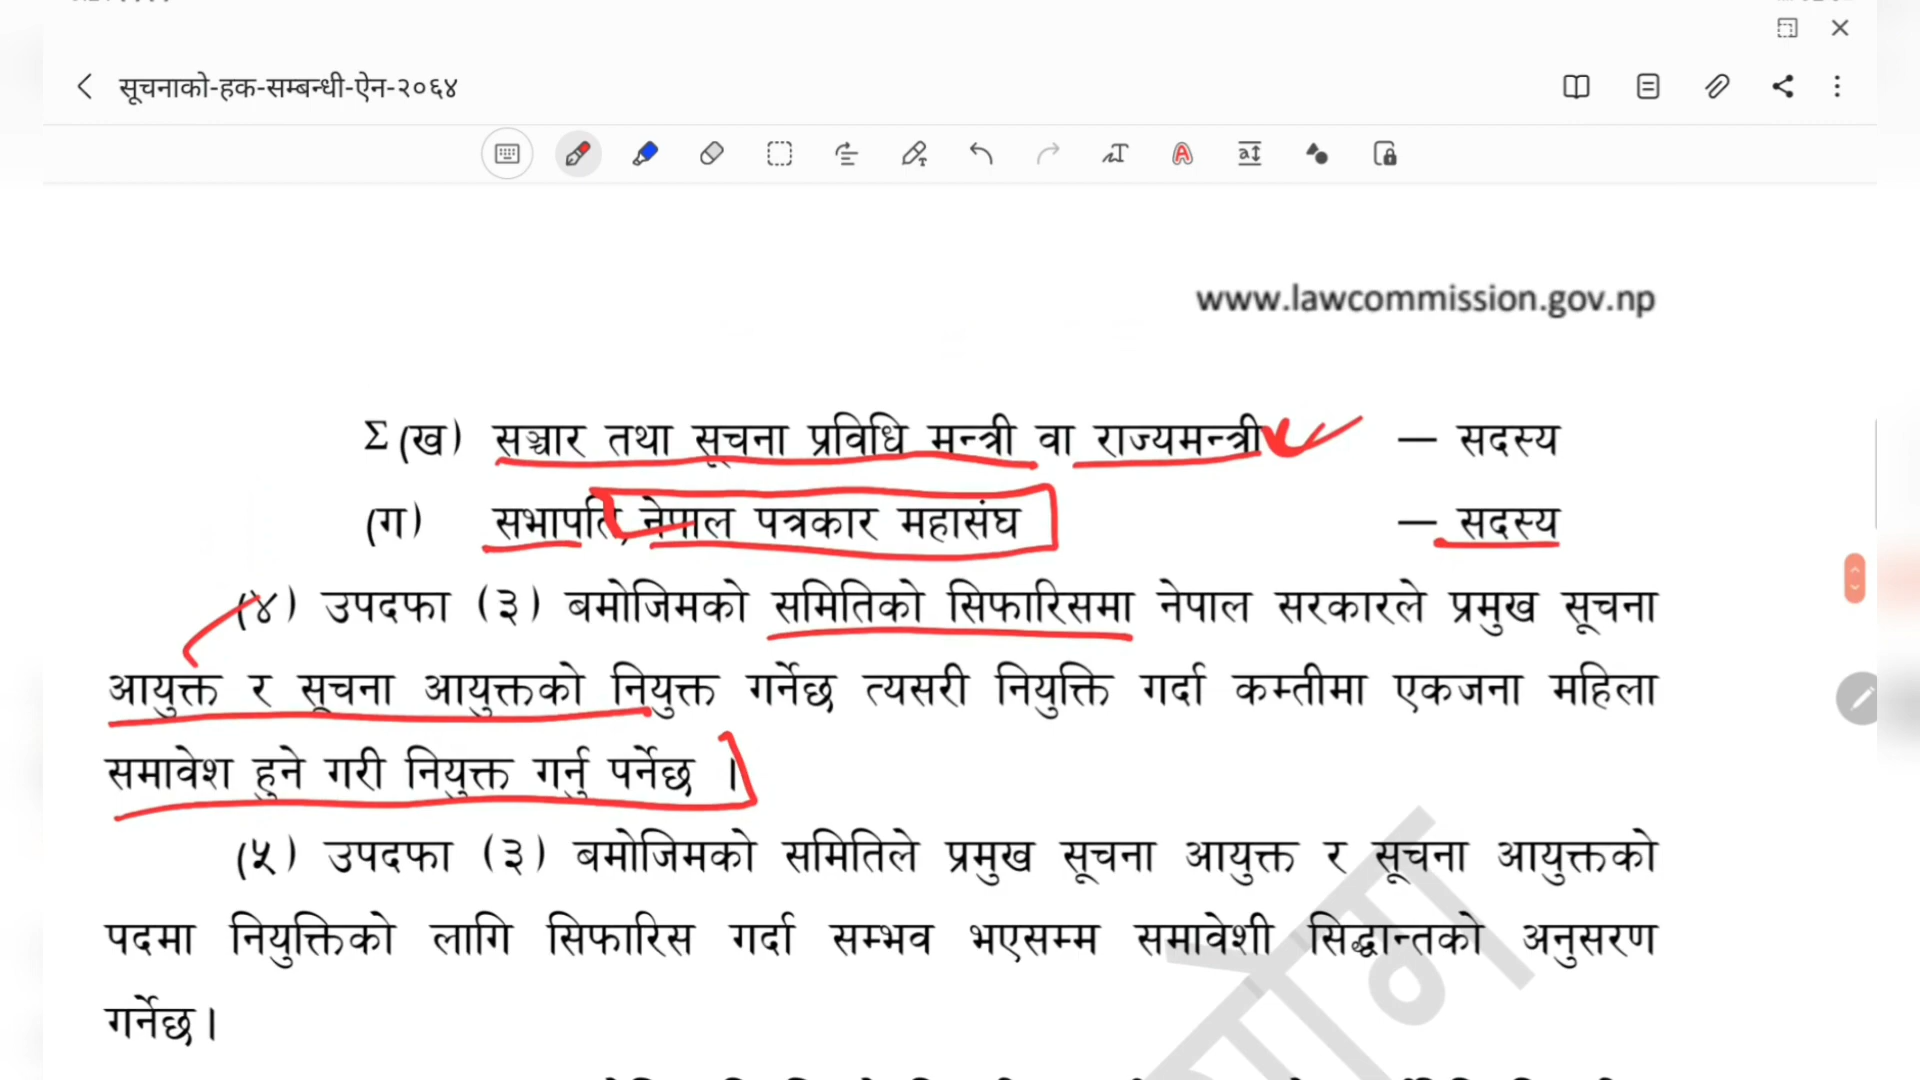 सूचनाको-हक-सम्बन्धी-ऐन-२०६४
www.lawcommission.gov.np
Σ(ख) सञ्चार तथा सूचना प्रविधि मन्त्री वा राज्यमन्त्री — सदस्य
(ग) सभापति, नेपाल पत्रकार महासंघ — सदस्य
(४) उपदफा (३) बमोजिमको समितिको सिफारिसमा नेपाल सरकारले प्रमुख सूचना
आयुक्त र सूचना आयुक्तको नियुक्त गर्नेछ त्यसरी नियुक्ति गर्दा कम्तीमा एकजना महिला
समावेश हुने गरी नियुक्त गर्नु पर्नेछ ।
(५) उपदफा (३) बमोजिमको समितिले प्रमुख सूचना आयुक्त र सूचना आयुक्तको
पदमा नियुक्तिको लागि सिफारिस गर्दा सम्भव भएसम्म समावेशी सिद्धान्तको अनुसरण
गर्नेछ।